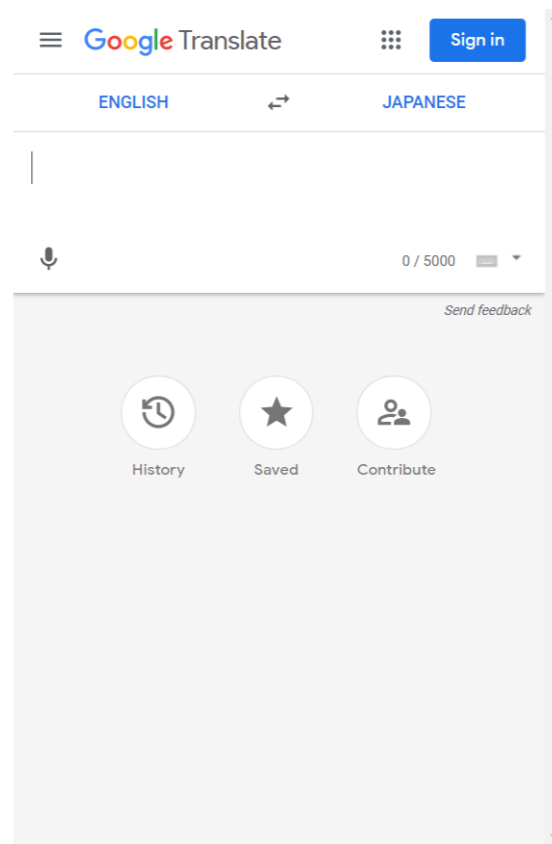 Google Translate Sign in
ENGLISH JAPANESE
0 / 5000
Send feedback
History Saved Contribute